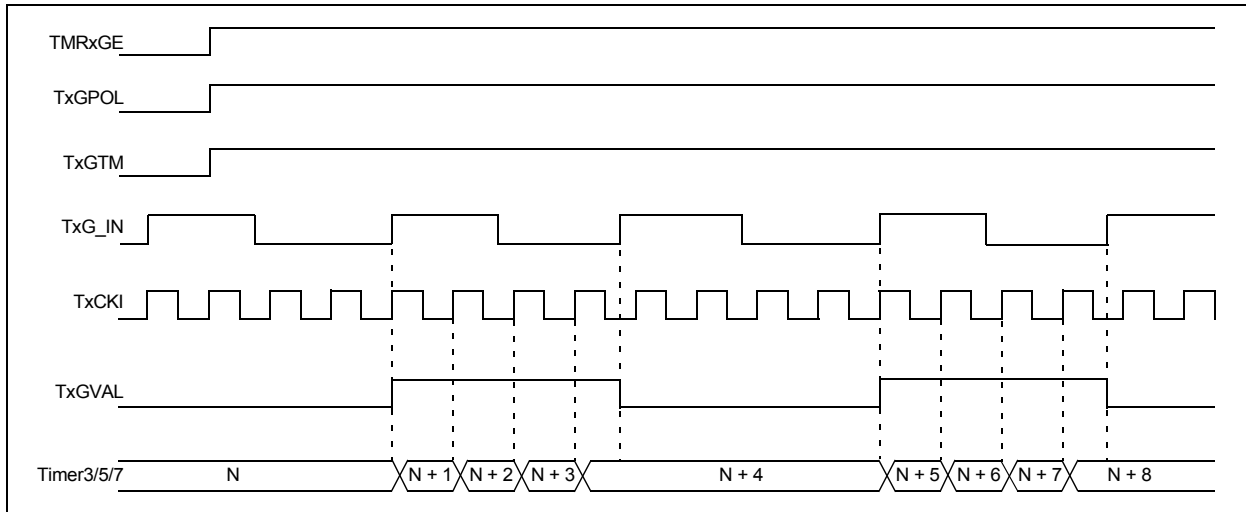 TMRxGE
TxGPOL
TxGTM
TxG_IN
TxCKI
TxGVAL
Timer3/5/7 N N + 1 N + 2 N + 3 N + 4 N + 5 N + 6 N + 7 N + 8